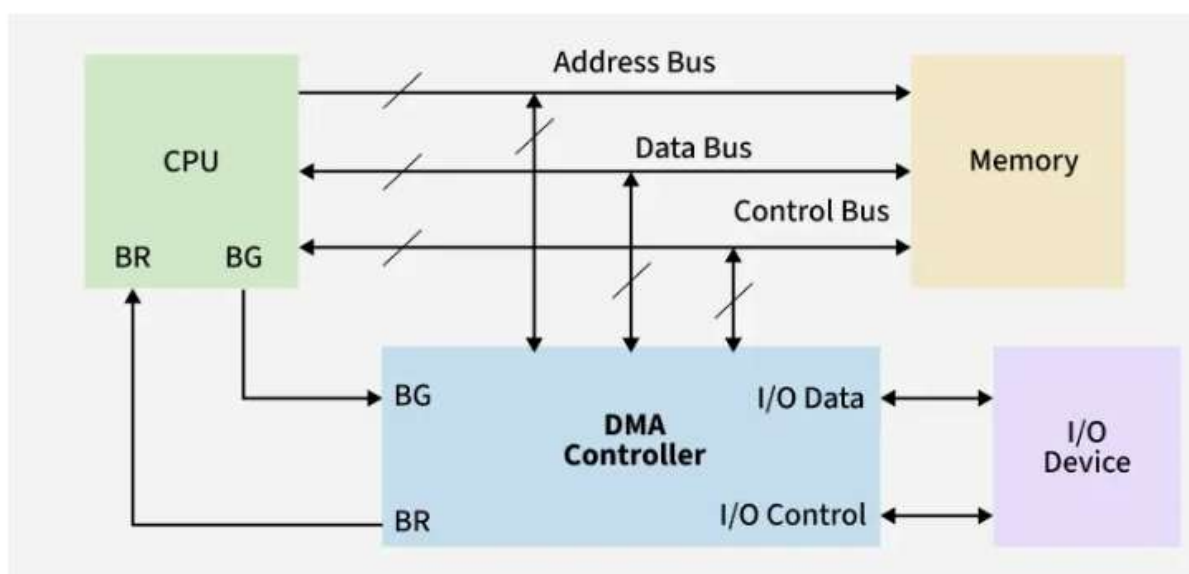 Address Bus
CPU
Data Bus
Memory
Control Bus
BR
BG
BG
I/O Data
DMA
Controller
I/O
Device
BR
I/O Control